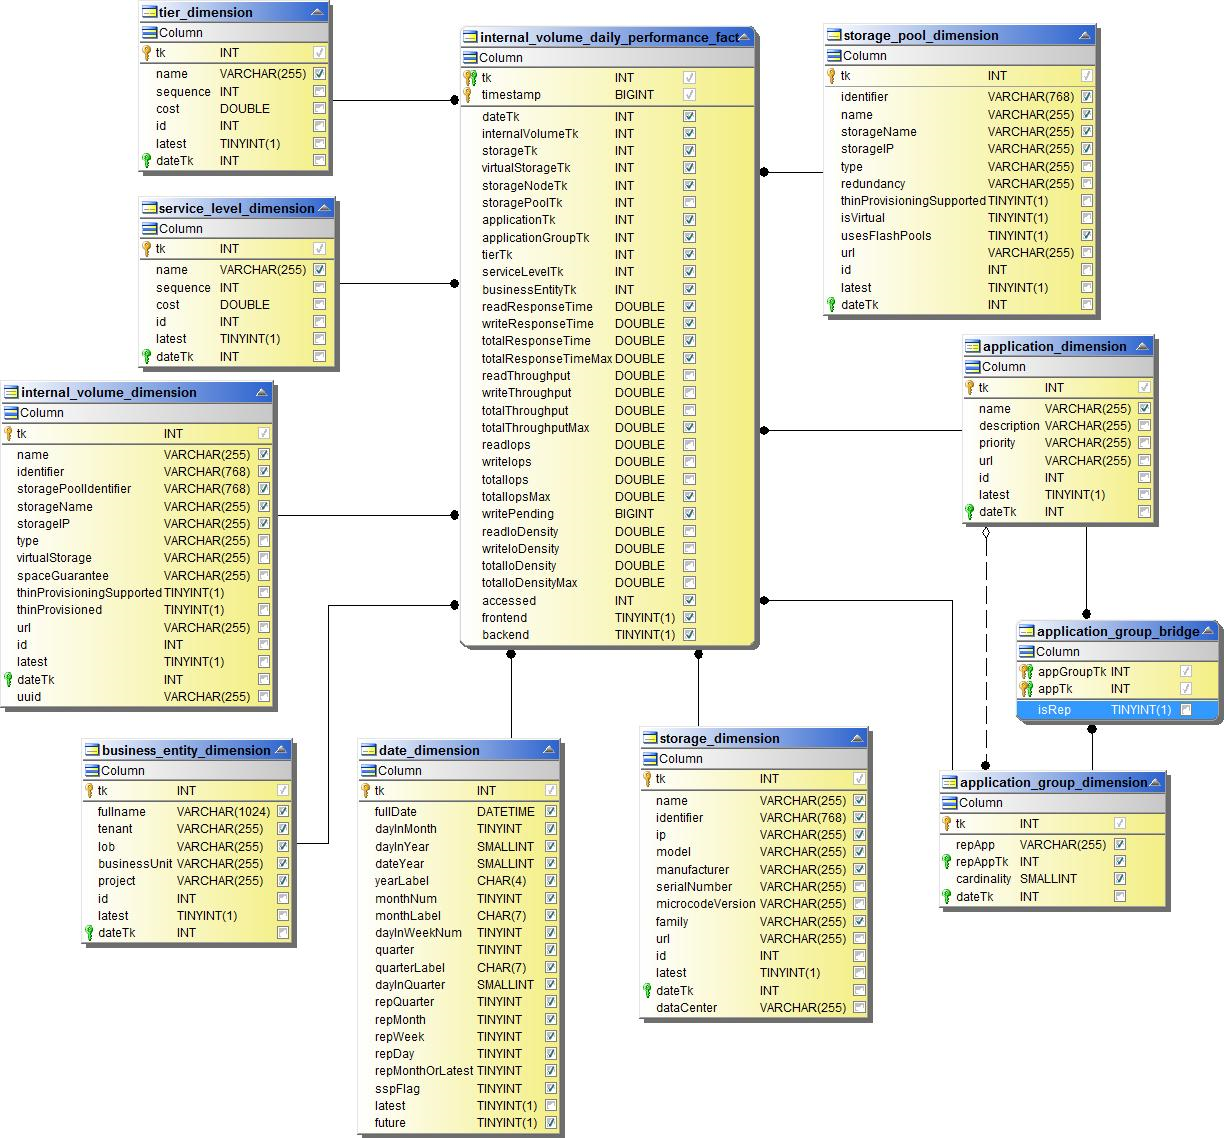 tier_dimension
Column
tk INT
name VARCHAR(255)
sequence INT
cost DOUBLE
id INT
latest TINYINT(1)
dateTk INT
service_level_dimension
Column
tk INT
name VARCHAR(255)
sequence INT
cost DOUBLE
id INT
latest TINYINT(1)
dateTk INT
internal_volume_dimension
Column
tk INT
name VARCHAR(255)
identifier VARCHAR(768)
storagePoolIdentifier VARCHAR(768)
storageName VARCHAR(255)
storageIP VARCHAR(255)
type VARCHAR(255)
virtualStorage VARCHAR(255)
spaceGuarantee VARCHAR(255)
thinProvisioningSupported TINYINT(1)
thinProvisioned TINYINT(1)
url VARCHAR(255)
id INT
latest TINYINT(1)
dateTk INT
uuid VARCHAR(255)
business_entity_dimension
Column
tk INT
fullname VARCHAR(1024)
tenant VARCHAR(255)
lob VARCHAR(255)
businessUnit VARCHAR(255)
project VARCHAR(255)
id INT
latest TINYINT(1)
dateTk INT
internal_volume_daily_performance_fact
Column
tk INT
timestamp BIGINT
dateTk INT
internalVolumeTk INT
storageTk INT
virtualStorageTk INT
storageNodeTk INT
storagePoolTk INT
applicationTk INT
applicationGroupTk INT
tierTk INT
serviceLevelTk INT
businessEntityTk INT
readResponseTime DOUBLE
writeResponseTime DOUBLE
totalResponseTime DOUBLE
totalResponseTimeMax DOUBLE
readThroughput DOUBLE
writeThroughput DOUBLE
totalThroughput DOUBLE
totalThroughputMax DOUBLE
readIops DOUBLE
writeIops DOUBLE
totalIops DOUBLE
totalIopsMax DOUBLE
writePending BIGINT
readIoDensity DOUBLE
writeIoDensity DOUBLE
totalIoDensity DOUBLE
totalIoDensityMax DOUBLE
accessed INT
frontend TINYINT(1)
backend TINYINT(1)
date_dimension
Column
tk INT
fullDate DATETIME
dayInMonth TINYINT
dayInYear SMALLINT
dateYear SMALLINT
yearLabel CHAR(4)
monthNum TINYINT
monthLabel CHAR(7)
dayInWeekNum TINYINT
quarter TINYINT
quarterLabel CHAR(7)
dayInQuarter SMALLINT
repQuarter TINYINT
repMonth TINYINT
repWeek TINYINT
repDay TINYINT
repMonthOrLatest TINYINT
sspFlag TINYINT
latest TINYINT(1)
future TINYINT(1)
storage_dimension
Column
tk INT
name VARCHAR(255)
identifier VARCHAR(768)
ip VARCHAR(255)
model VARCHAR(255)
manufacturer VARCHAR(255)
serialNumber VARCHAR(255)
microcodeVersion VARCHAR(255)
family VARCHAR(255)
url VARCHAR(255)
id INT
latest TINYINT(1)
dateTk INT
dataCenter VARCHAR(255)
storage_pool_dimension
Column
tk INT
identifier VARCHAR(768)
name VARCHAR(255)
storageName VARCHAR(255)
storageIP VARCHAR(255)
type VARCHAR(255)
redundancy VARCHAR(255)
thinProvisioningSupported TINYINT(1)
isVirtual TINYINT(1)
usesFlashPools TINYINT(1)
url VARCHAR(255)
id INT
latest TINYINT(1)
dateTk INT
application_dimension
Column
tk INT
name VARCHAR(255)
description VARCHAR(255)
priority VARCHAR(255)
url VARCHAR(255)
id INT
latest TINYINT(1)
dateTk INT
application_group_bridge
Column
appGroupTk INT
appTk INT
isRep TINYINT(1)
application_group_dimension
Column
tk INT
repApp VARCHAR(255)
repAppTk INT
cardinality SMALLINT
dateTk INT